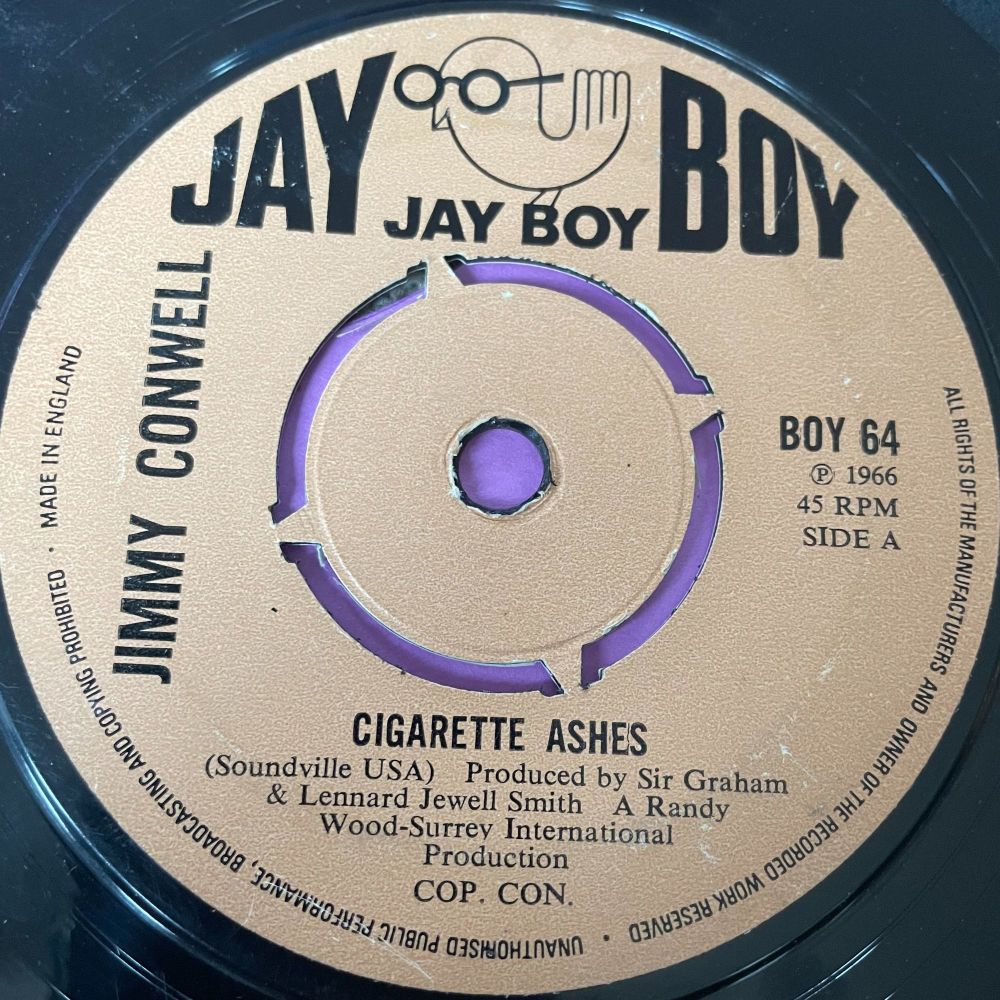 JAY BOY
JAY BOY
JIMMY CONWELL
BOY 64
℗ 1966
45 RPM
SIDE A
CIGARETTE ASHES
(Soundville USA) Produced by Sir Graham
& Lennard Jewell Smith A Randy
Wood-Surrey International
Production
COP. CON.
ALL RIGHTS OF THE MANUFACTURERS AND OWNER OF THE RECORDED WORK RESERVED • UNAUTHORISED PUBLIC PERFORMANCE, BROADCASTING AND COPYING PROHIBITED • MADE IN ENGLAND